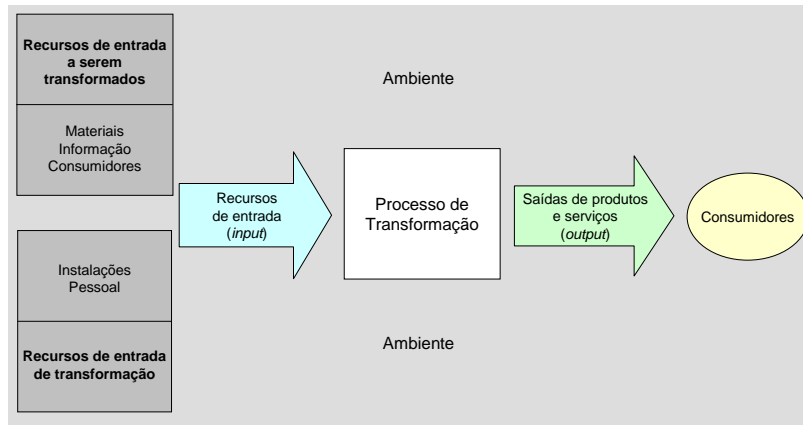 Recursos de entrada
a serem
transformados
Materiais
Informação
Consumidores
Instalações
Pessoal
Recursos de entrada
de transformação
Recursos
de entrada
(input)
Ambiente
Processo de
Transformação
Ambiente
Saídas de produtos
e serviços
(output)
Consumidores